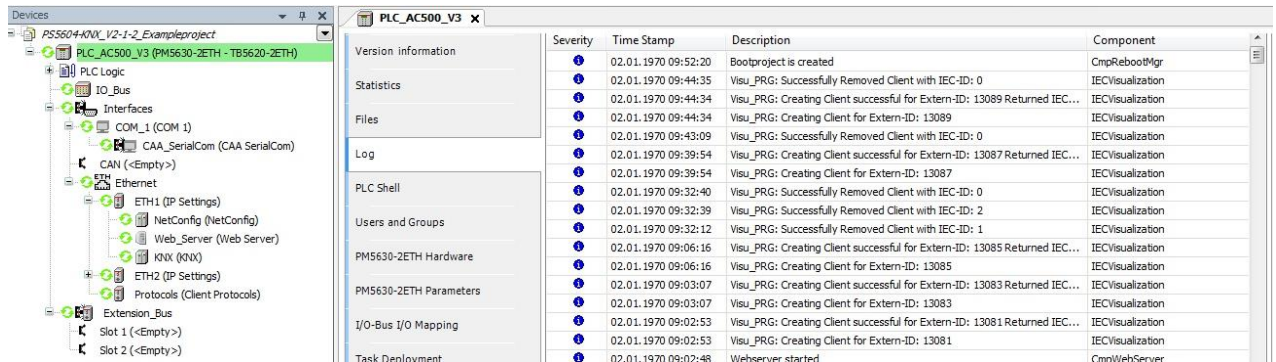 Devices
PS5604-KNX_V2-1-2_Exampleproject
PLC_AC500_V3 (PM5630-2ETH - TB5620-2ETH)
PLC Logic
IO_Bus
Interfaces
COM_1 (COM 1)
CAA_SerialCom (CAA SerialCom)
CAN (<Empty>)
ETH Ethernet
ETH1 (IP Settings)
NetConfig (NetConfig)
Web_Server (Web Server)
KNX (KNX)
ETH2 (IP Settings)
Protocols (Client Protocols)
Extension_Bus
Slot 1 (<Empty>)
Slot 2 (<Empty>)
PLC_AC500_V3 X
Version information
Statistics
Files
Log
PLC Shell
Users and Groups
PM5630-2ETH Hardware
PM5630-2ETH Parameters
I/O-Bus I/O Mapping
Task Deployment
Severity Time Stamp Description Component
02.01.1970 09:52:20 Bootproject is created CmpRebootMgr
02.01.1970 09:44:35 Visu_PRG: Successfully Removed Client with IEC-ID: 0 IECVisualization
02.01.1970 09:44:34 Visu_PRG: Creating Client successful for Extern-ID: 13089 Returned IEC... IECVisualization
02.01.1970 09:44:34 Visu_PRG: Creating Client for Extern-ID: 13089 IECVisualization
02.01.1970 09:43:09 Visu_PRG: Successfully Removed Client with IEC-ID: 0 IECVisualization
02.01.1970 09:39:54 Visu_PRG: Creating Client successful for Extern-ID: 13087 Returned IEC... IECVisualization
02.01.1970 09:39:54 Visu_PRG: Creating Client for Extern-ID: 13087 IECVisualization
02.01.1970 09:32:40 Visu_PRG: Successfully Removed Client with IEC-ID: 0 IECVisualization
02.01.1970 09:32:39 Visu_PRG: Successfully Removed Client with IEC-ID: 2 IECVisualization
02.01.1970 09:32:12 Visu_PRG: Successfully Removed Client with IEC-ID: 1 IECVisualization
02.01.1970 09:06:16 Visu_PRG: Creating Client successful for Extern-ID: 13085 Returned IEC... IECVisualization
02.01.1970 09:06:16 Visu_PRG: Creating Client for Extern-ID: 13085 IECVisualization
02.01.1970 09:03:07 Visu_PRG: Creating Client successful for Extern-ID: 13083 Returned IEC... IECVisualization
02.01.1970 09:03:07 Visu_PRG: Creating Client for Extern-ID: 13083 IECVisualization
02.01.1970 09:02:53 Visu_PRG: Creating Client successful for Extern-ID: 13081 Returned IEC... IECVisualization
02.01.1970 09:02:53 Visu_PRG: Creating Client for Extern-ID: 13081 IECVisualization
02.01.1970 09:02:48 Webserver started CmpWebServer